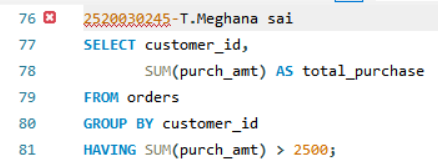 76 2520030245-T.Meghana sai
77 SELECT customer_id,
78 SUM(purch_amt) AS total_purchase
79 FROM orders
80 GROUP BY customer_id
81 HAVING SUM(purch_amt) > 2500;